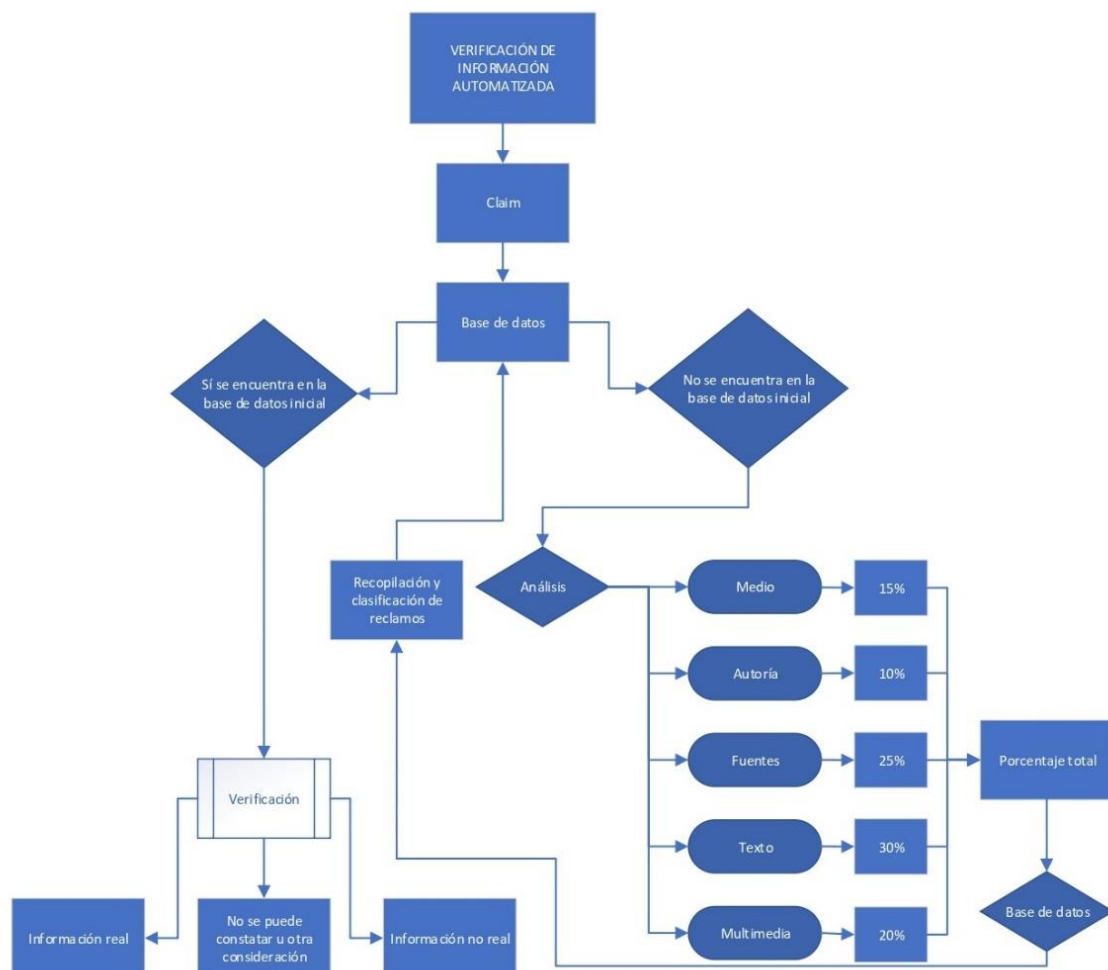 VERIFICACIÓN DE
INFORMACIÓN
AUTOMATIZADA
Claim
Base de datos
Sí se encuentra en la
base de datos inicial
No se encuentra en la
base de datos inicial
Recopilación y
clasificación de
reclamos
Análisis
Medio
15%
Autoría
10%
Fuentes
25%
Porcentaje total
Texto
30%
Multimedia
20%
Base de datos
Verificación
Información real
No se puede
constatar u otra
consideración
Información no real